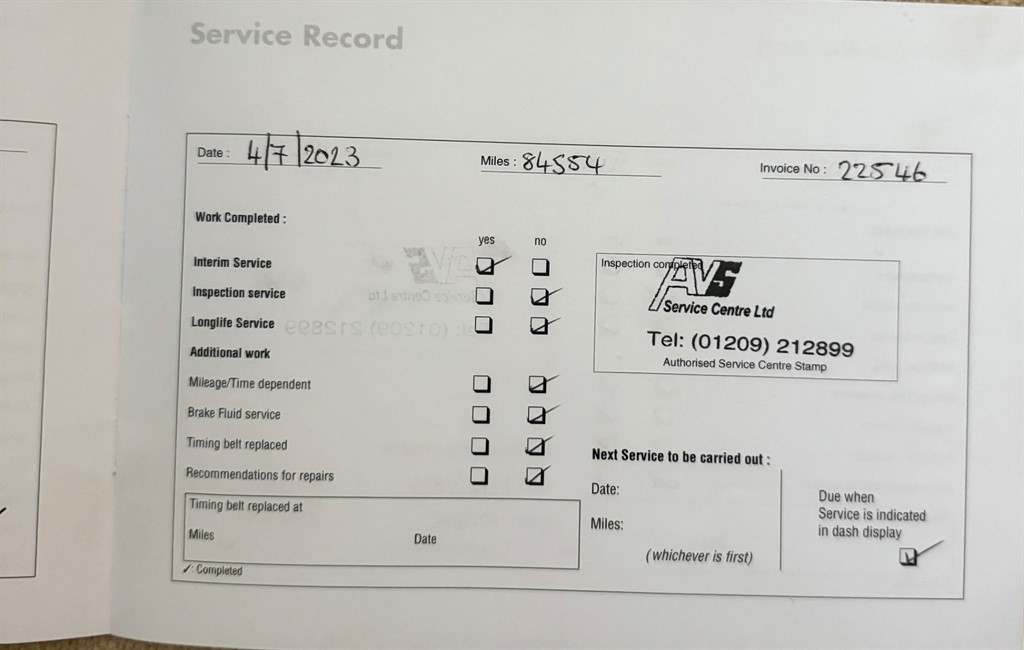 Service Record
Date : 4/7/2023 Miles : 84554 Invoice No : 22546
Work Completed :
yes no
Interim Service
Inspection service
Longlife Service
Additional work
Mileage/Time dependent
Brake Fluid service
Timing belt replaced
Recommendations for repairs
Timing belt replaced at
Miles Date
✓: Completed
Inspection completed
AVS
Service Centre Ltd
Tel: (01209) 212899
Authorised Service Centre Stamp
Next Service to be carried out :
Date:
Miles:
(whichever is first)
Due when
Service is indicated
in dash display